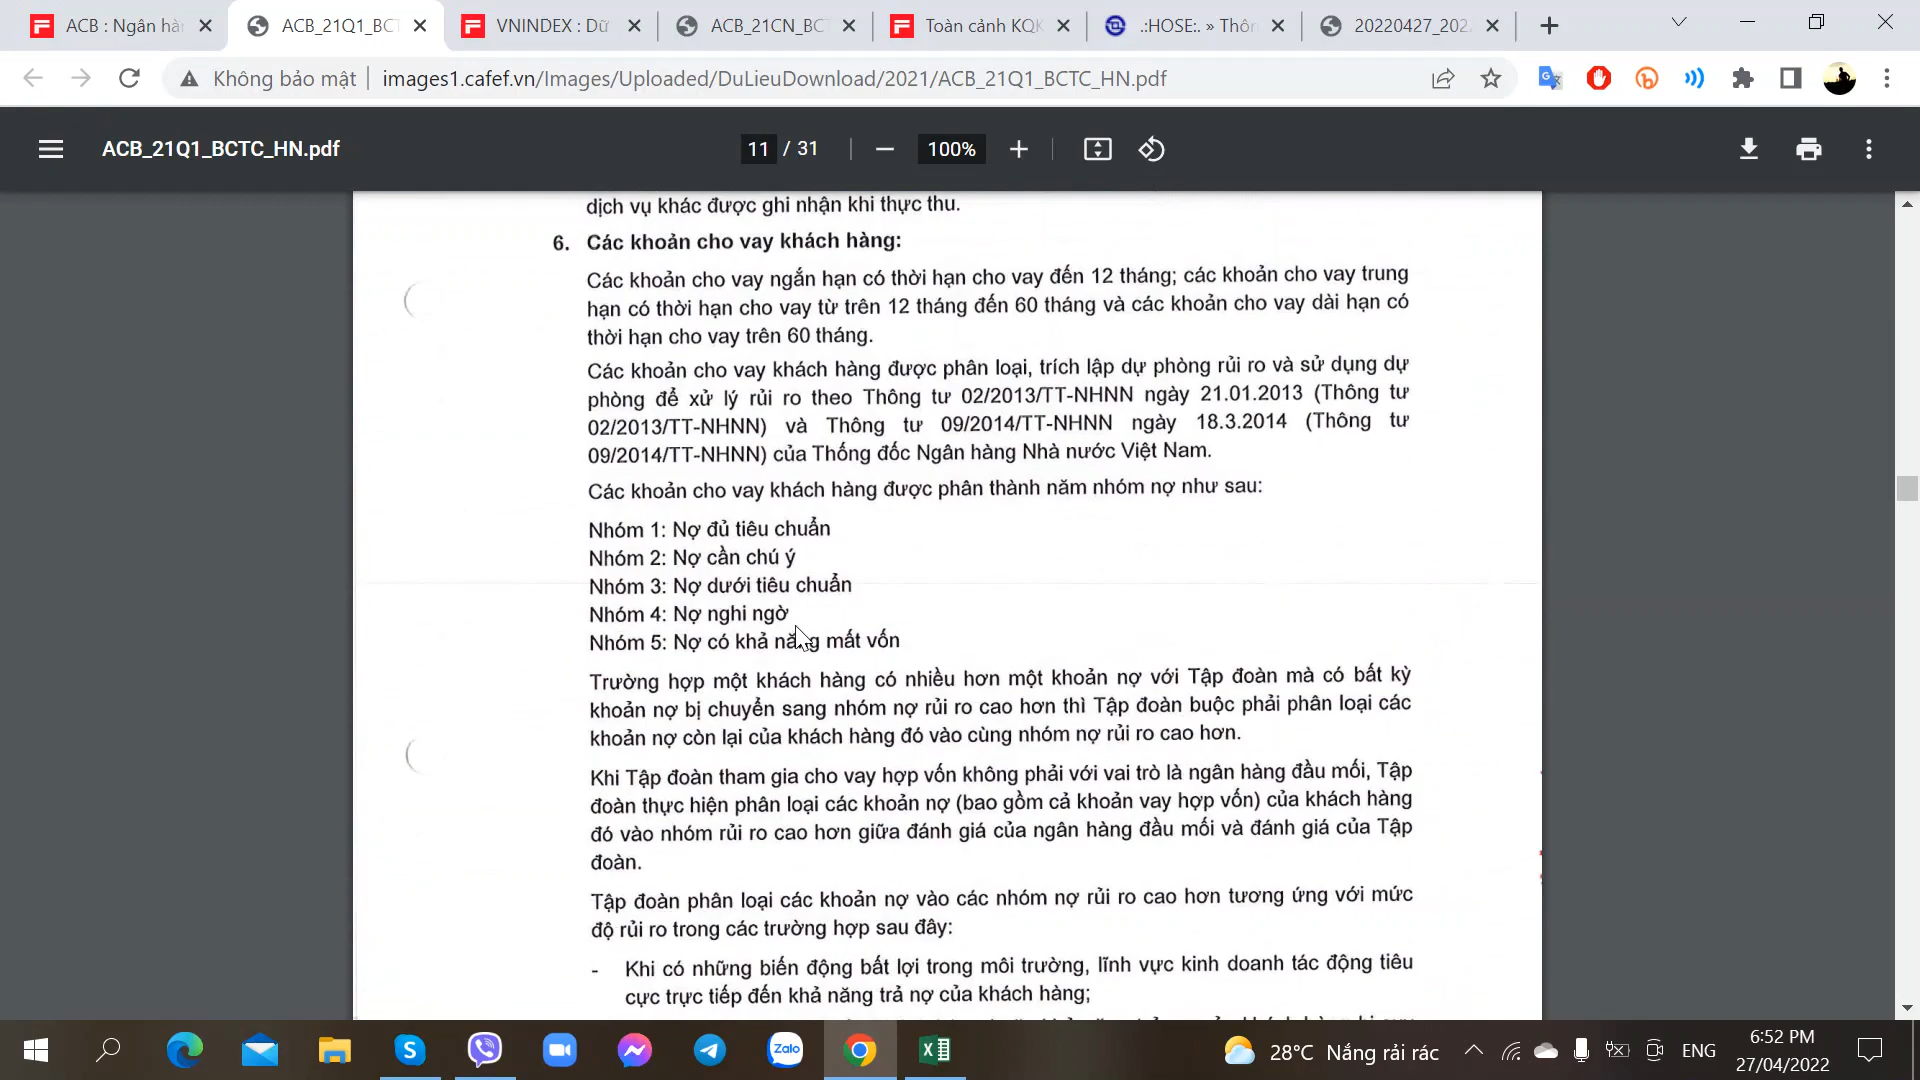 ACB : Ngân hàn
ACB_21Q1_BCT
VNINDEX : Dữ
ACB_21CN_BCT
Toàn cảnh KQK
.:HOSE:. » Thôn
20220427_202
Không bảo mật
images1.cafef.vn/Images/Uploaded/DuLieuDownload/2021/ACB_21Q1_BCTC_HN.pdf
ACB_21Q1_BCTC_HN.pdf
11 / 31
100%
dịch vụ khác được ghi nhận khi thực thu.
6. Các khoản cho vay khách hàng:
Các khoản cho vay ngắn hạn có thời hạn cho vay đến 12 tháng; các khoản cho vay trung
hạn có thời hạn cho vay từ trên 12 tháng đến 60 tháng và các khoản cho vay dài hạn có
thời hạn cho vay trên 60 tháng.
Các khoản cho vay khách hàng được phân loại, trích lập dự phòng rủi ro và sử dụng dự
phòng để xử lý rủi ro theo Thông tư 02/2013/TT-NHNN ngày 21.01.2013 (Thông tư
02/2013/TT-NHNN) và Thông tư 09/2014/TT-NHNN ngày 18.3.2014 (Thông tư
09/2014/TT-NHNN) của Thống đốc Ngân hàng Nhà nước Việt Nam.
Các khoản cho vay khách hàng được phân thành năm nhóm nợ như sau:
Nhóm 1: Nợ đủ tiêu chuẩn
Nhóm 2: Nợ cần chú ý
Nhóm 3: Nợ dưới tiêu chuẩn
Nhóm 4: Nợ nghi ngờ
Nhóm 5: Nợ có khả năng mất vốn
Trường hợp một khách hàng có nhiều hơn một khoản nợ với Tập đoàn mà có bất kỳ
khoản nợ bị chuyển sang nhóm nợ rủi ro cao hơn thì Tập đoàn buộc phải phân loại các
khoản nợ còn lại của khách hàng đó vào cùng nhóm nợ rủi ro cao hơn.
Khi Tập đoàn tham gia cho vay hợp vốn không phải với vai trò là ngân hàng đầu mối, Tập
đoàn thực hiện phân loại các khoản nợ (bao gồm cả khoản vay hợp vốn) của khách hàng
đó vào nhóm rủi ro cao hơn giữa đánh giá của ngân hàng đầu mối và đánh giá của Tập
đoàn.
Tập đoàn phân loại các khoản nợ vào các nhóm nợ rủi ro cao hơn tương ứng với mức
độ rủi ro trong các trường hợp sau đây:
- Khi có những biến động bất lợi trong môi trường, lĩnh vực kinh doanh tác động tiêu
cực trực tiếp đến khả năng trả nợ của khách hàng;
Zalo
28°C Nắng rải rác
ENG
6:52 PM
27/04/2022